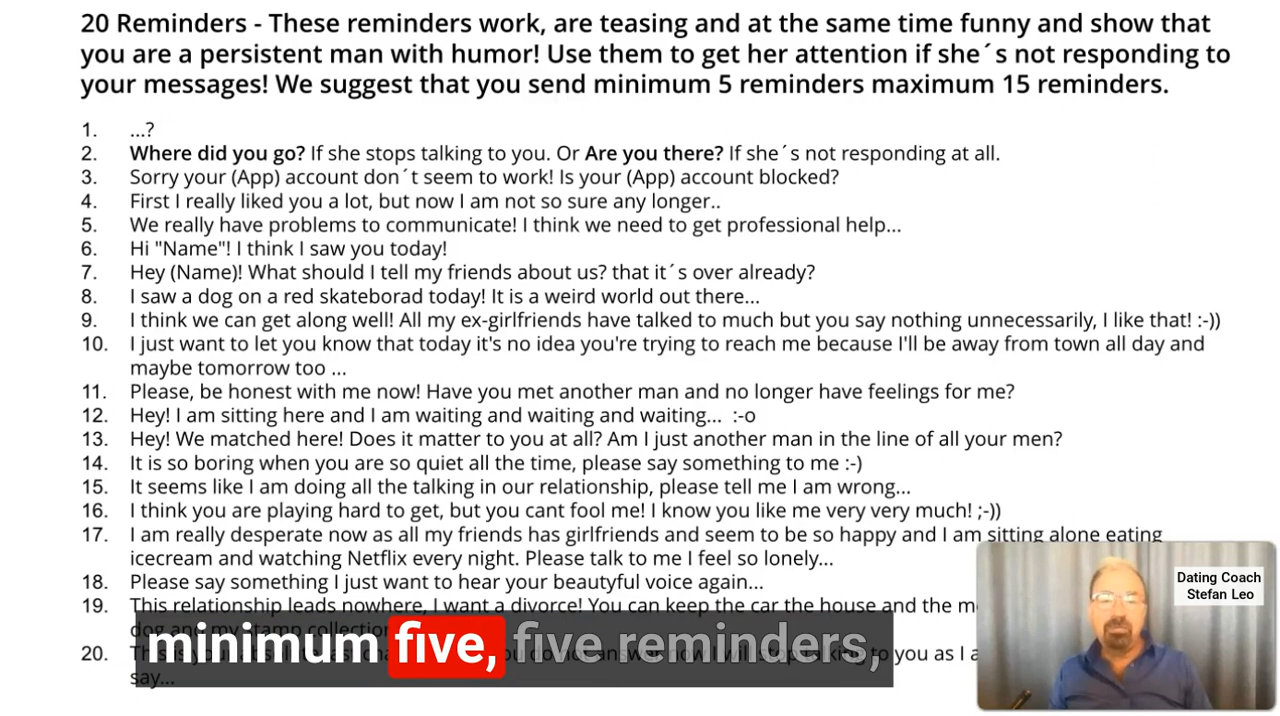 20 Reminders - These reminders work, are teasing and at the same time funny and show that
you are a persistent man with humor! Use them to get her attention if she´s not responding to
your messages! We suggest that you send minimum 5 reminders maximum 15 reminders.
1. ...?
2. Where did you go? If she stops talking to you. Or Are you there? If she´s not responding at all.
3. Sorry your (App) account don´t seem to work! Is your (App) account blocked?
4. First I really liked you a lot, but now I am not so sure any longer..
5. We really have problems to communicate! I think we need to get professional help...
6. Hi "Name"! I think I saw you today!
7. Hey (Name)! What should I tell my friends about us? that it´s over already?
8. I saw a dog on a red skateborad today! It is a weird world out there...
9. I think we can get along well! All my ex-girlfriends have talked to much but you say nothing unnecessarily, I like that! :-))
10. I just want to let you know that today it's no idea you're trying to reach me because I'll be away from town all day and
maybe tomorrow too ...
11. Please, be honest with me now! Have you met another man and no longer have feelings for me?
12. Hey! I am sitting here and I am waiting and waiting and waiting... :-o
13. Hey! We matched here! Does it matter to you at all? Am I just another man in the line of all your men?
14. It is so boring when you are so quiet all the time, please say something to me :-)
15. It seems like I am doing all the talking in our relationship, please tell me I am wrong...
16. I think you are playing hard to get, but you cant fool me! I know you like me very very much! ;-))
17. I am really desperate now as all my friends has girlfriends and seem to be so happy and I am sitting alone eating
icecream and watching Netflix every night. Please talk to me I feel so lonely...
18. Please say something I just want to hear your beautyful voice again...
19. This relationship leads nowhere, I want a divorce! You can keep the car the house and the
dog and my stamp collection
20. you as I
say...
minimum five, five reminders,
Dating Coach
Stefan Leo